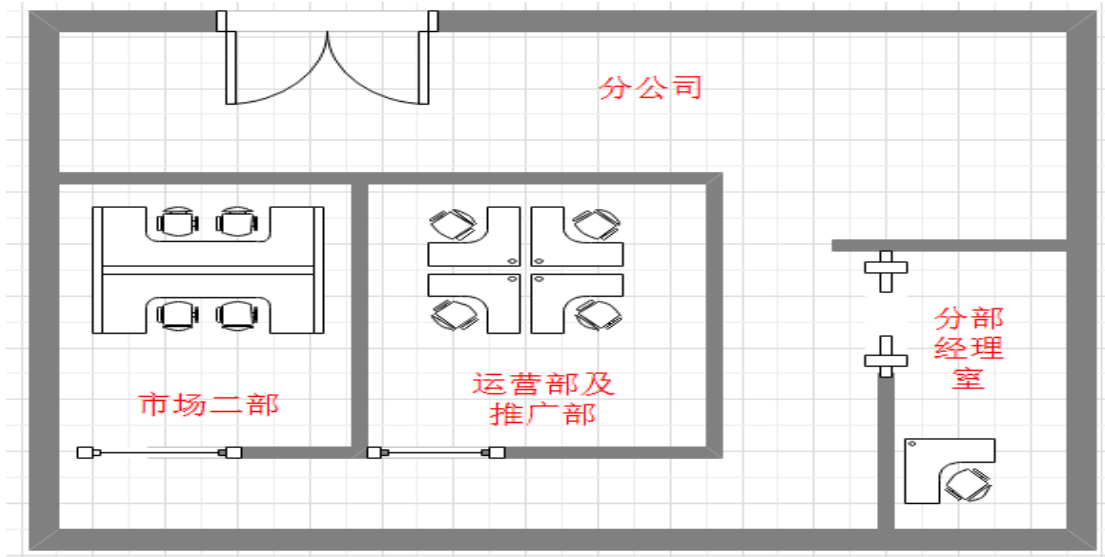 分公司
分部
经理
室
运营部及
推广部
市场二部